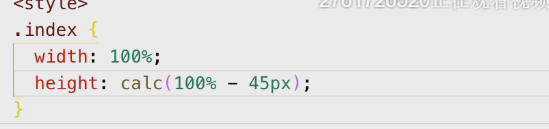 <style>
.index {
width: 100%;
height: calc(100% - 45px);
}